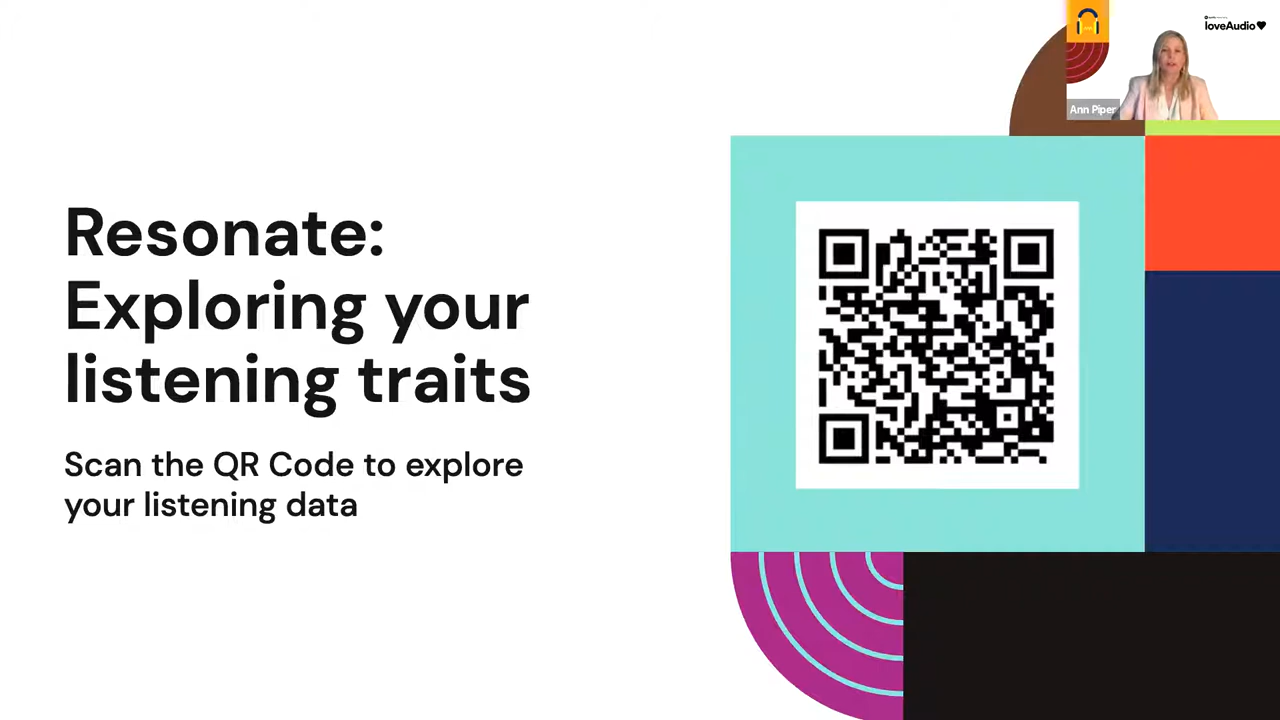 loveAudio
Ann Piper
Resonate:
Exploring your
listening traits
Scan the QR Code to explore
your listening data